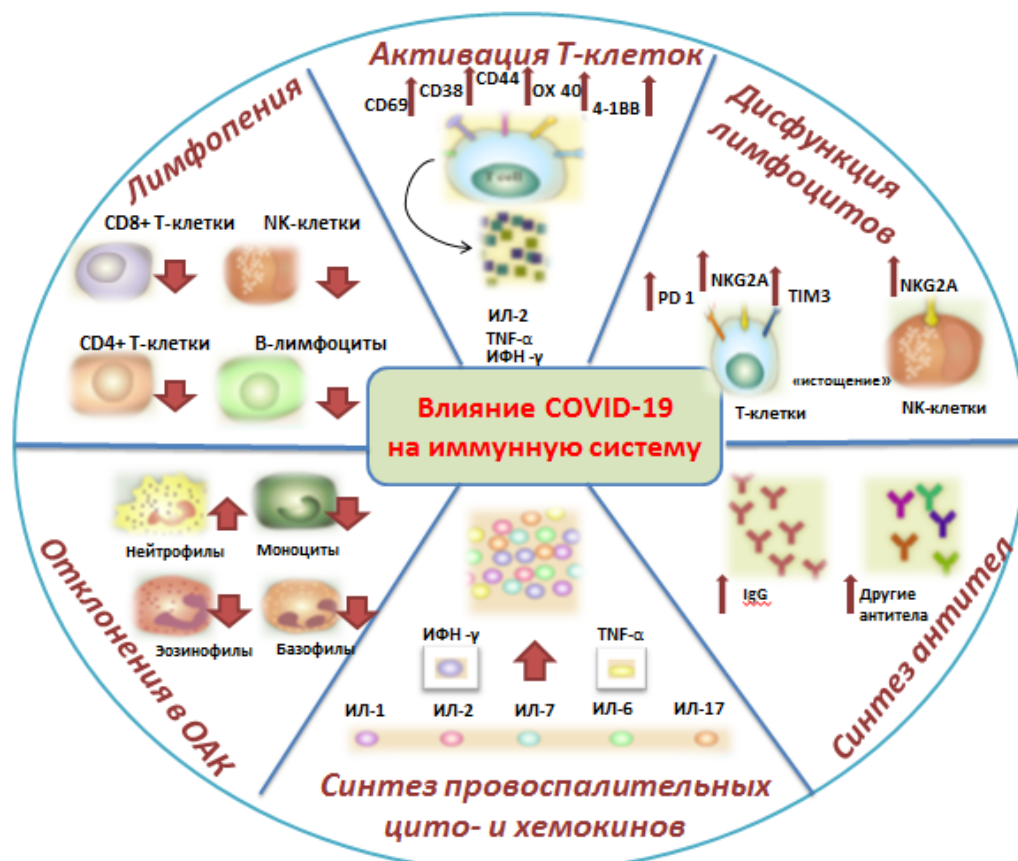 Активация Т-клеток
CD69
CD38
CD44
OX 40
4-1BB
T cell
ИЛ-2
TNF-α
ИФН -γ
Дисфункция
лимфоцитов
PD 1
NKG2A
TIM3
NKG2A
«истощение»
Т-клетки
NK-клетки
Лимфопения
CD8+ Т-клетки
NK-клетки
CD4+ Т-клетки
В-лимфоциты
Влияние COVID-19
на иммунную систему
Отклонения в ОАК
Нейтрофилы
Моноциты
Эозинофилы
Базофилы
ИФН -γ
TNF-α
ИЛ-1
ИЛ-2
ИЛ-7
ИЛ-6
ИЛ-17
Синтез провоспалительных
цито- и хемокинов
IgG
Другие
антитела
Синтез антител